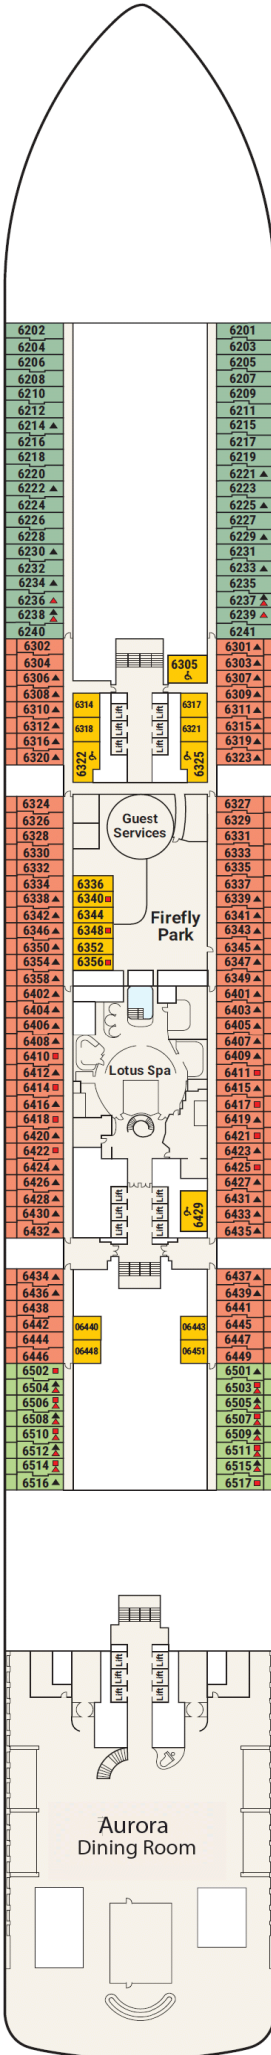 6202 6201
6204 6203
6206 6205
6208 6207
6210 6209
6212 6211
6214 6215
6216 6217
6218 6219
6220 6221
6222 6223
6224 6225
6226 6227
6228 6229
6230 6231
6232 6233
6234 6235
6236 6237
6238 6239
6240 6241
6302 6301
6304 6305 6303
6306 6307
6308 6309
6310 6314 Lift Lift 6317 6311
6312 6318 Lift Lift 6321 6315
6316 Lift Lift 6319
6320 6322 6325 6323
6324 6327
6326 Guest 6329
6328 Services 6331
6330 6333
6332 6335
6334 6336 6337
6338 6340 6339
6342 6344 Firefly 6341
6346 6348 Park 6343
6350 6352 6345
6354 6356 6347
6358 6349
6402 6401
6404 6403
6406 6405
6408 6407
6410 6409
6412 Lotus Spa 6411
6414 6415
6416 6417
6418 6419
6420 6421
6422 6423
6424 6425
6426 Lift Lift 6427
6428 Lift Lift 6429 6431
6430 Lift Lift 6433
6432 6435
6434 6437
6436 6439
6438 6441
6442 06440 06443 6445
6444 6447
6446 06448 06451 6449
6502 6501
6504 6503
6506 6505
6508 6507
6510 6509
6512 6511
6514 6515
6516 6517
Lift Lift
Lift Lift
Lift Lift
Aurora
Dining Room